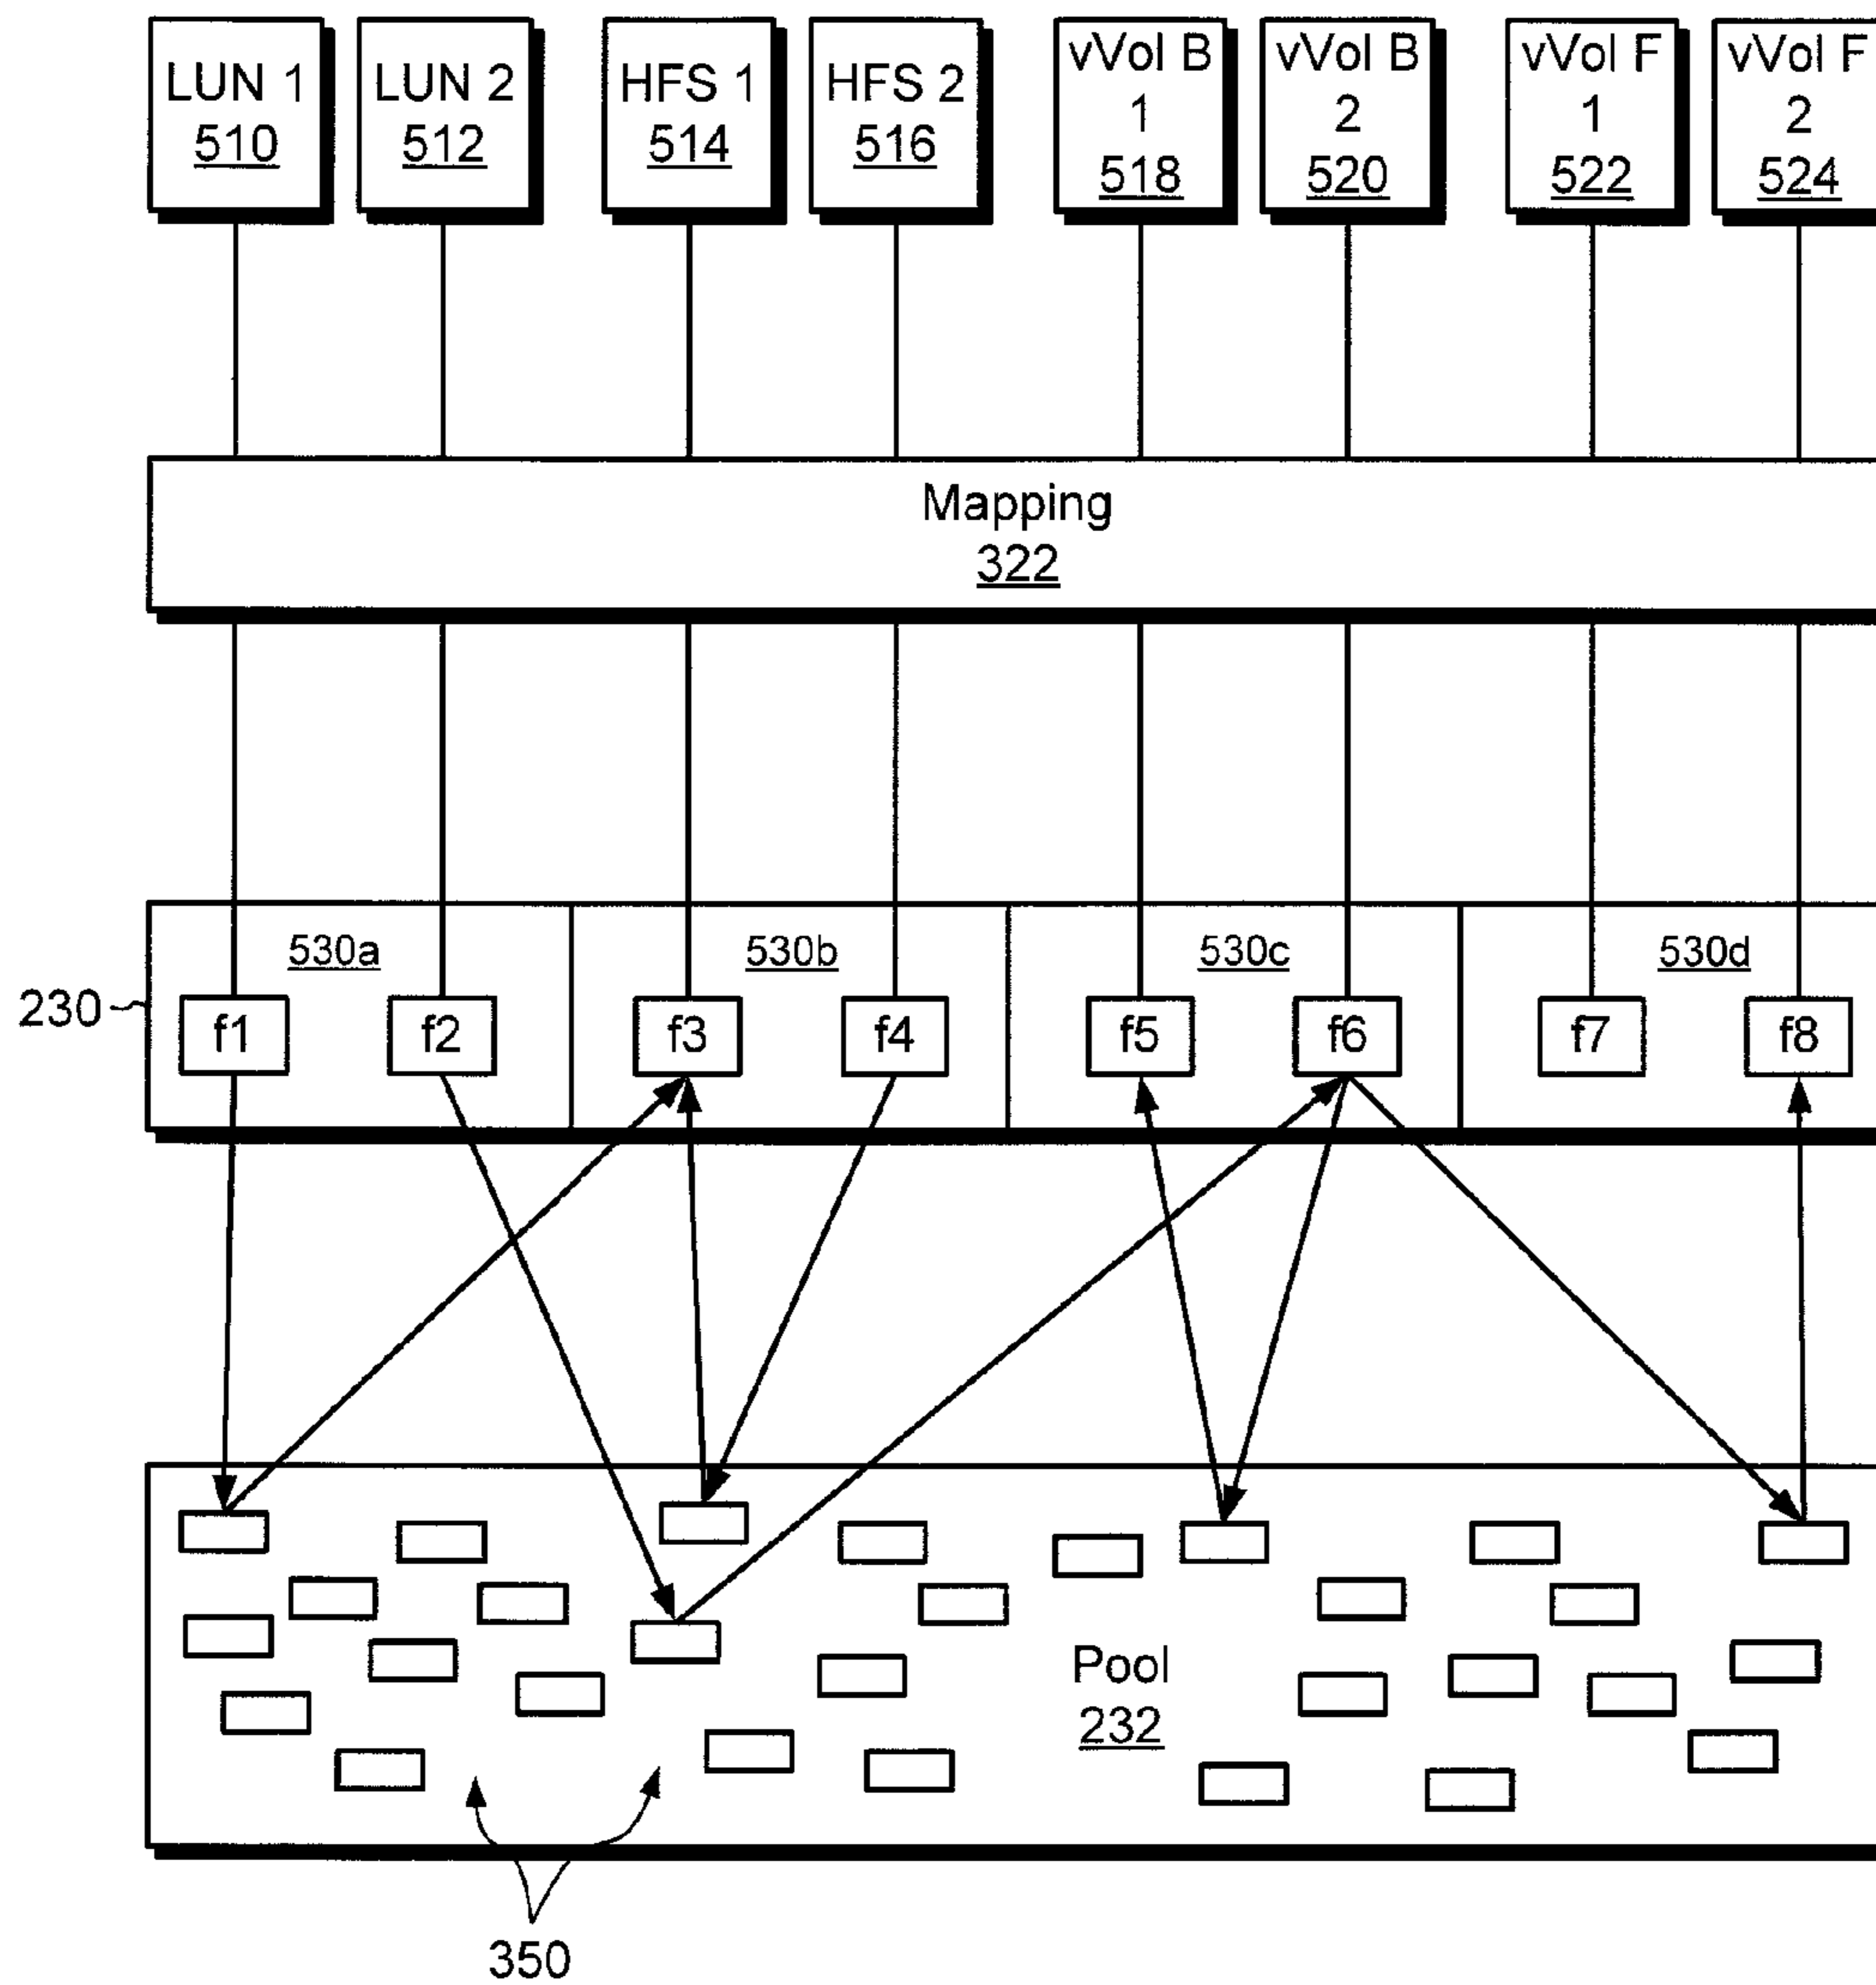 LUN 1
510
LUN 2
512
HFS 1
514
HFS 2
516
vVol B
1
518
vVol B
2
520
vVol F
1
522
vVol F
2
524
Mapping
322
230
530a
530b
530c
530d
f1
f2
f3
f4
f5
f6
f7
f8
Pool
232
350